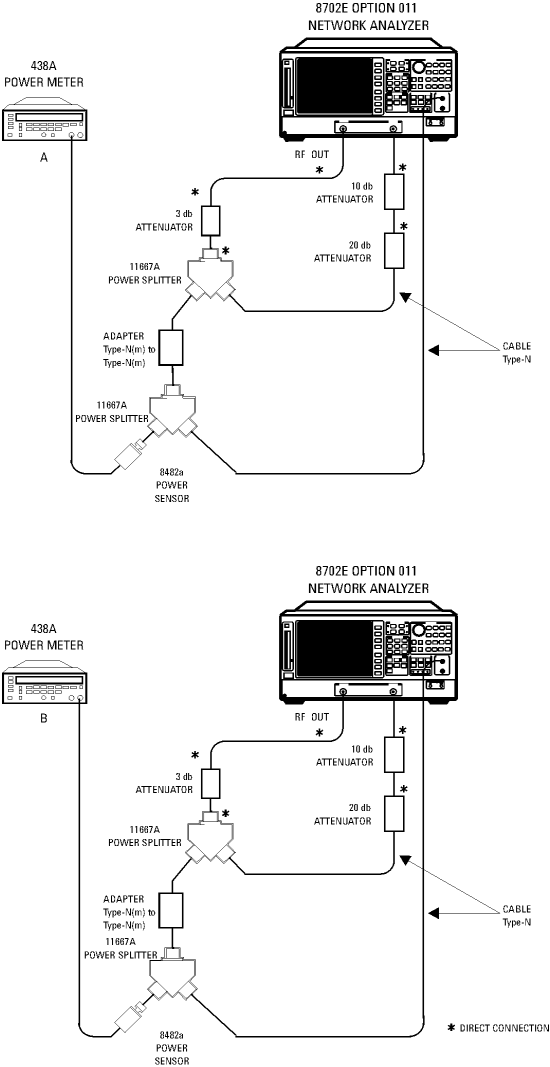 8702E OPTION 011
NETWORK ANALYZER
438A
POWER METER
A
RF OUT
*
*
*
10 db
ATTENUATOR
3 db
ATTENUATOR
*
*
20 db
ATTENUATOR
11667A
POWER SPLITTER
ADAPTER
Type-N(m) to
Type-N(m)
CABLE
Type-N
11667A
POWER SPLITTER
8482a
POWER
SENSOR
8702E OPTION 011
NETWORK ANALYZER
438A
POWER METER
B
RF OUT
*
*
*
10 db
ATTENUATOR
3 db
ATTENUATOR
*
*
20 db
ATTENUATOR
11667A
POWER SPLITTER
ADAPTER
Type-N(m) to
Type-N(m)
CABLE
Type-N
11667A
POWER SPLITTER
* DIRECT CONNECTION
8482a
POWER
SENSOR